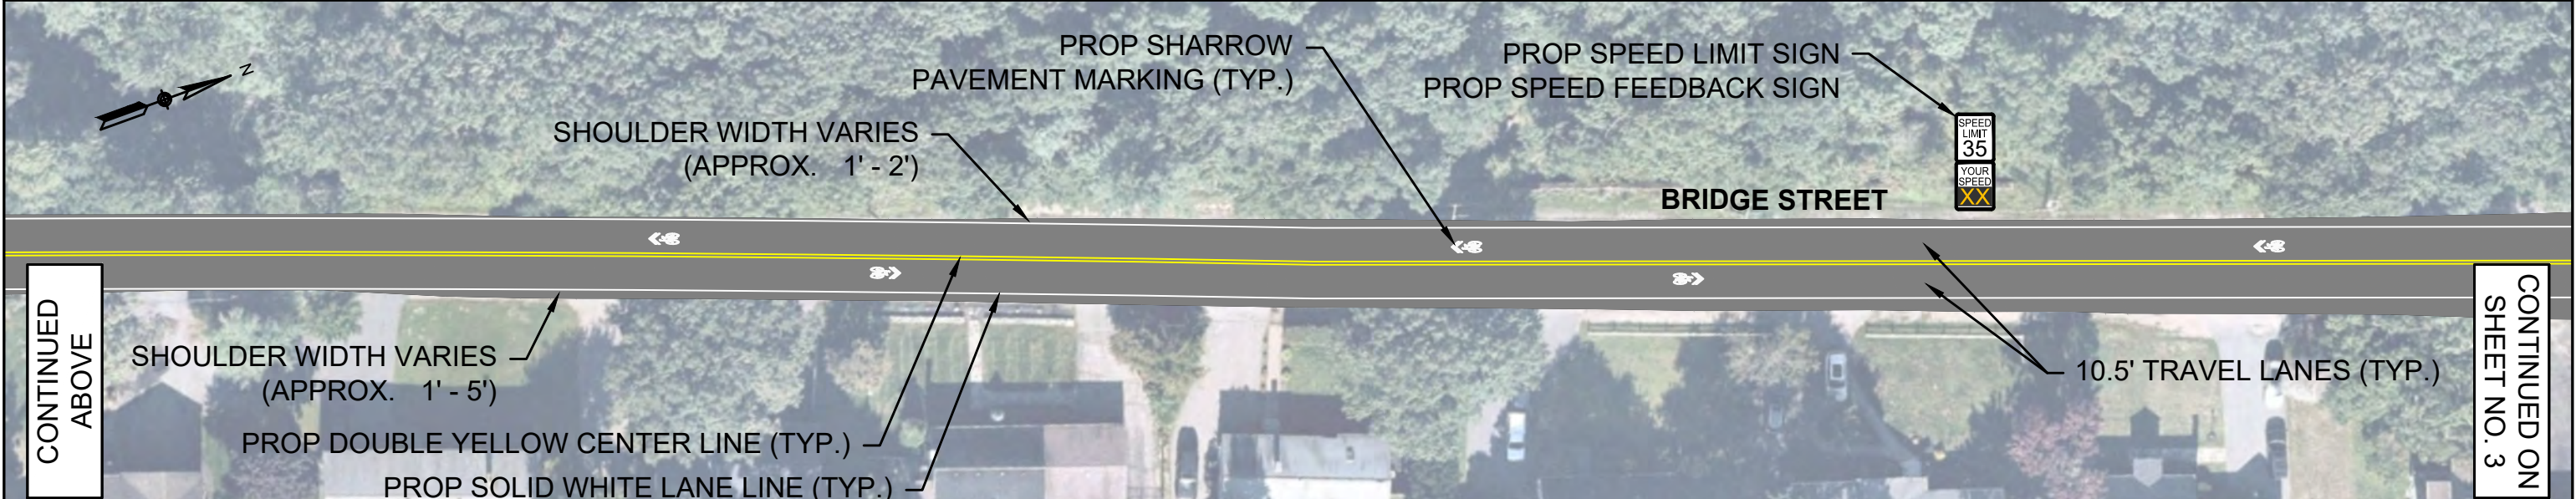 N
PROP SHARROW
PAVEMENT MARKING (TYP.)
PROP SPEED LIMIT SIGN
PROP SPEED FEEDBACK SIGN
SHOULDER WIDTH VARIES
(APPROX. 1' - 2')
SPEED
LIMIT
35
YOUR
SPEED
XX
BRIDGE STREET
CONTINUED
ABOVE
SHOULDER WIDTH VARIES
(APPROX. 1' - 5')
PROP DOUBLE YELLOW CENTER LINE (TYP.)
PROP SOLID WHITE LANE LINE (TYP.)
10.5' TRAVEL LANES (TYP.)
CONTINUED ON
SHEET NO. 3